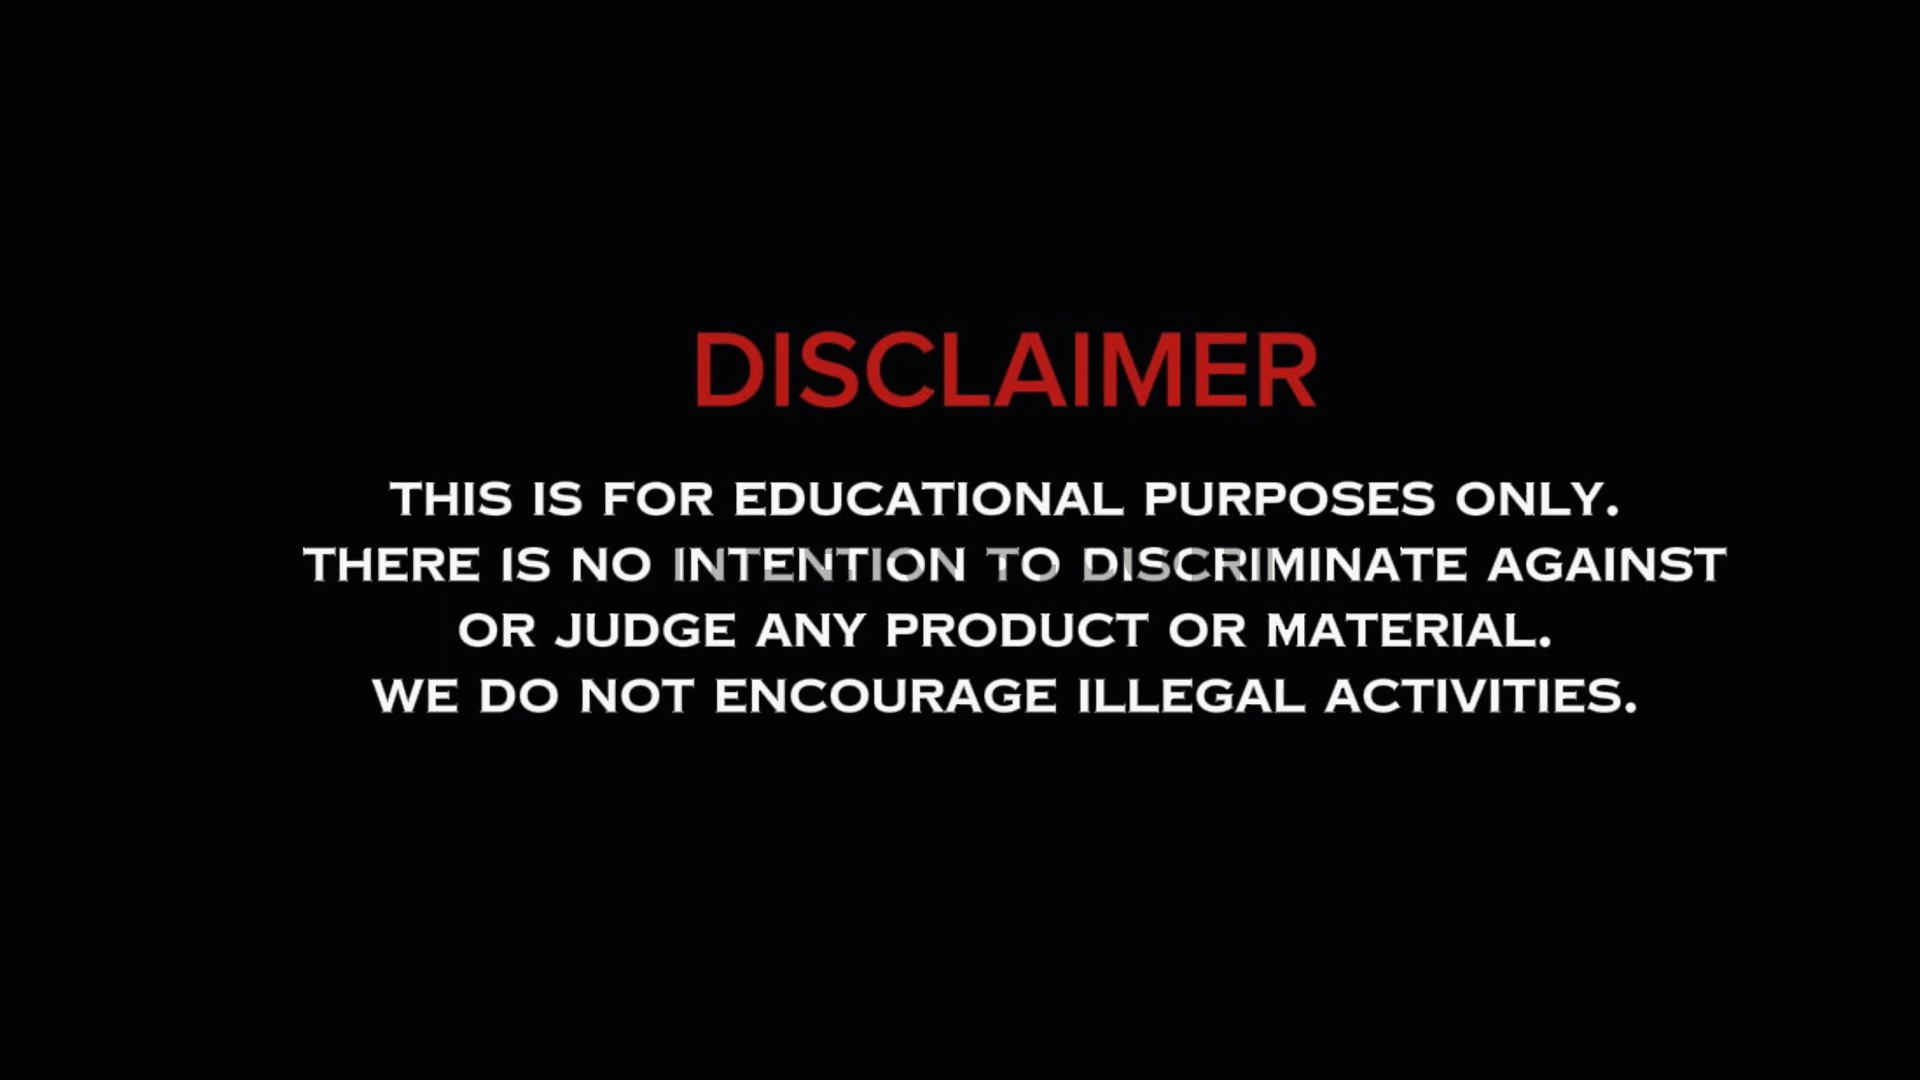 DISCLAIMER
THIS IS FOR EDUCATIONAL PURPOSES ONLY.
THERE IS NO INTENTION TO DISCRIMINATE AGAINST
OR JUDGE ANY PRODUCT OR MATERIAL.
WE DO NOT ENCOURAGE ILLEGAL ACTIVITIES.